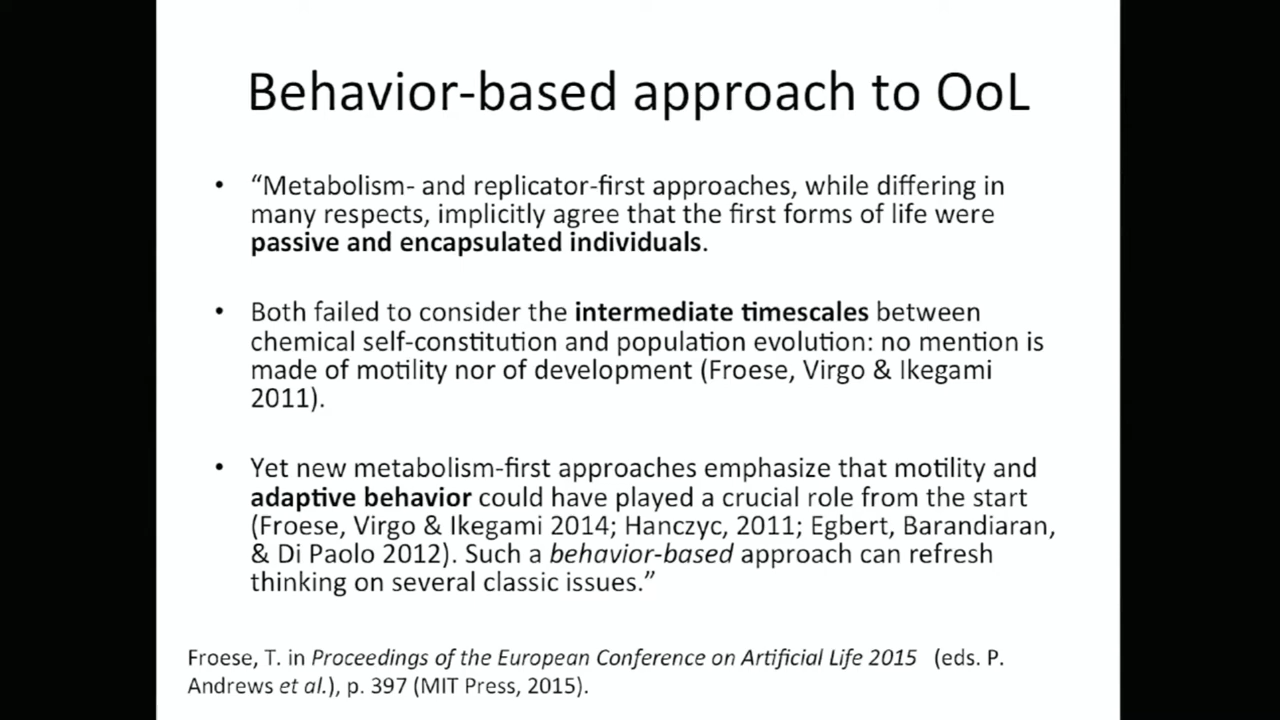 Behavior-based approach to OoL
• “Metabolism- and replicator-first approaches, while differing in
many respects, implicitly agree that the first forms of life were
passive and encapsulated individuals.
• Both failed to consider the intermediate timescales between
chemical self-constitution and population evolution: no mention is
made of motility nor of development (Froese, Virgo & Ikegami
2011).
• Yet new metabolism-first approaches emphasize that motility and
adaptive behavior could have played a crucial role from the start
(Froese, Virgo & Ikegami 2014; Hanczyc, 2011; Egbert, Barandiaran,
& Di Paolo 2012). Such a behavior-based approach can refresh
thinking on several classic issues.”
Froese, T. in Proceedings of the European Conference on Artificial Life 2015 (eds. P.
Andrews et al.), p. 397 (MIT Press, 2015).